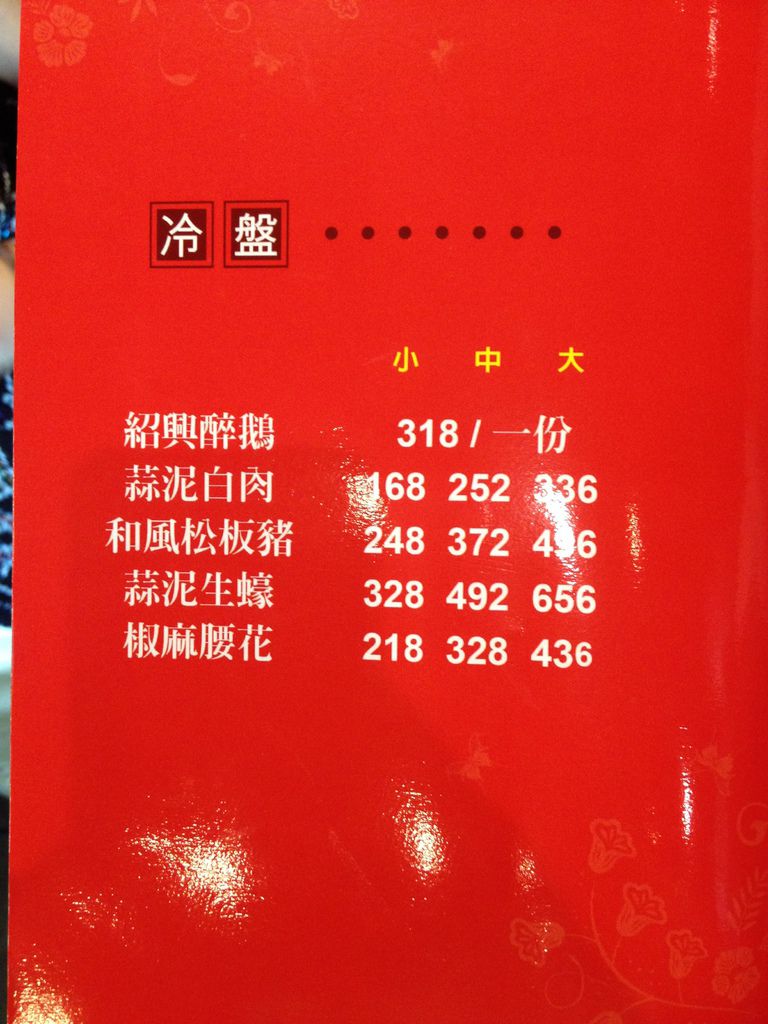 冷盤
小 中 大
紹興醉鵝 318 / 一份
蒜泥白肉 168 252 336
和風松板豬 248 372 496
蒜泥生蠔 328 492 656
椒麻腰花 218 328 436